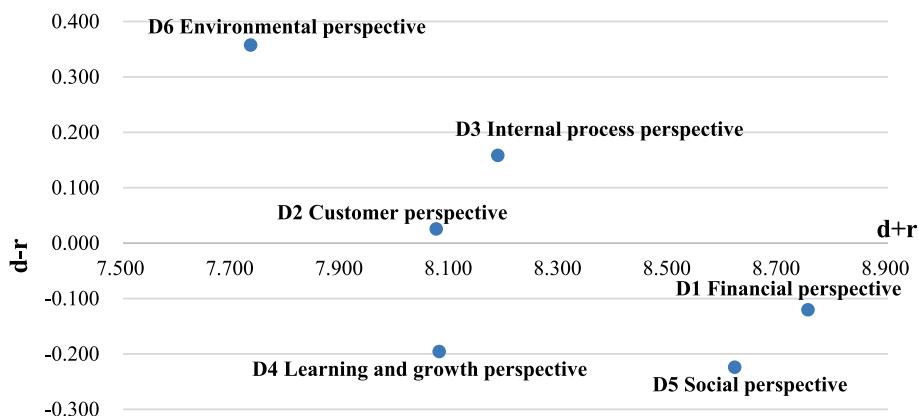 0.400
D6 Environmental perspective
0.300
0.200
D3 Internal process perspective
0.100
D2 Customer perspective
0.000
d+r
d-r
7.500 7.700 7.900 8.100 8.300 8.500 8.700 8.900
-0.100
D1 Financial perspective
-0.200
D4 Learning and growth perspective
D5 Social perspective
-0.300